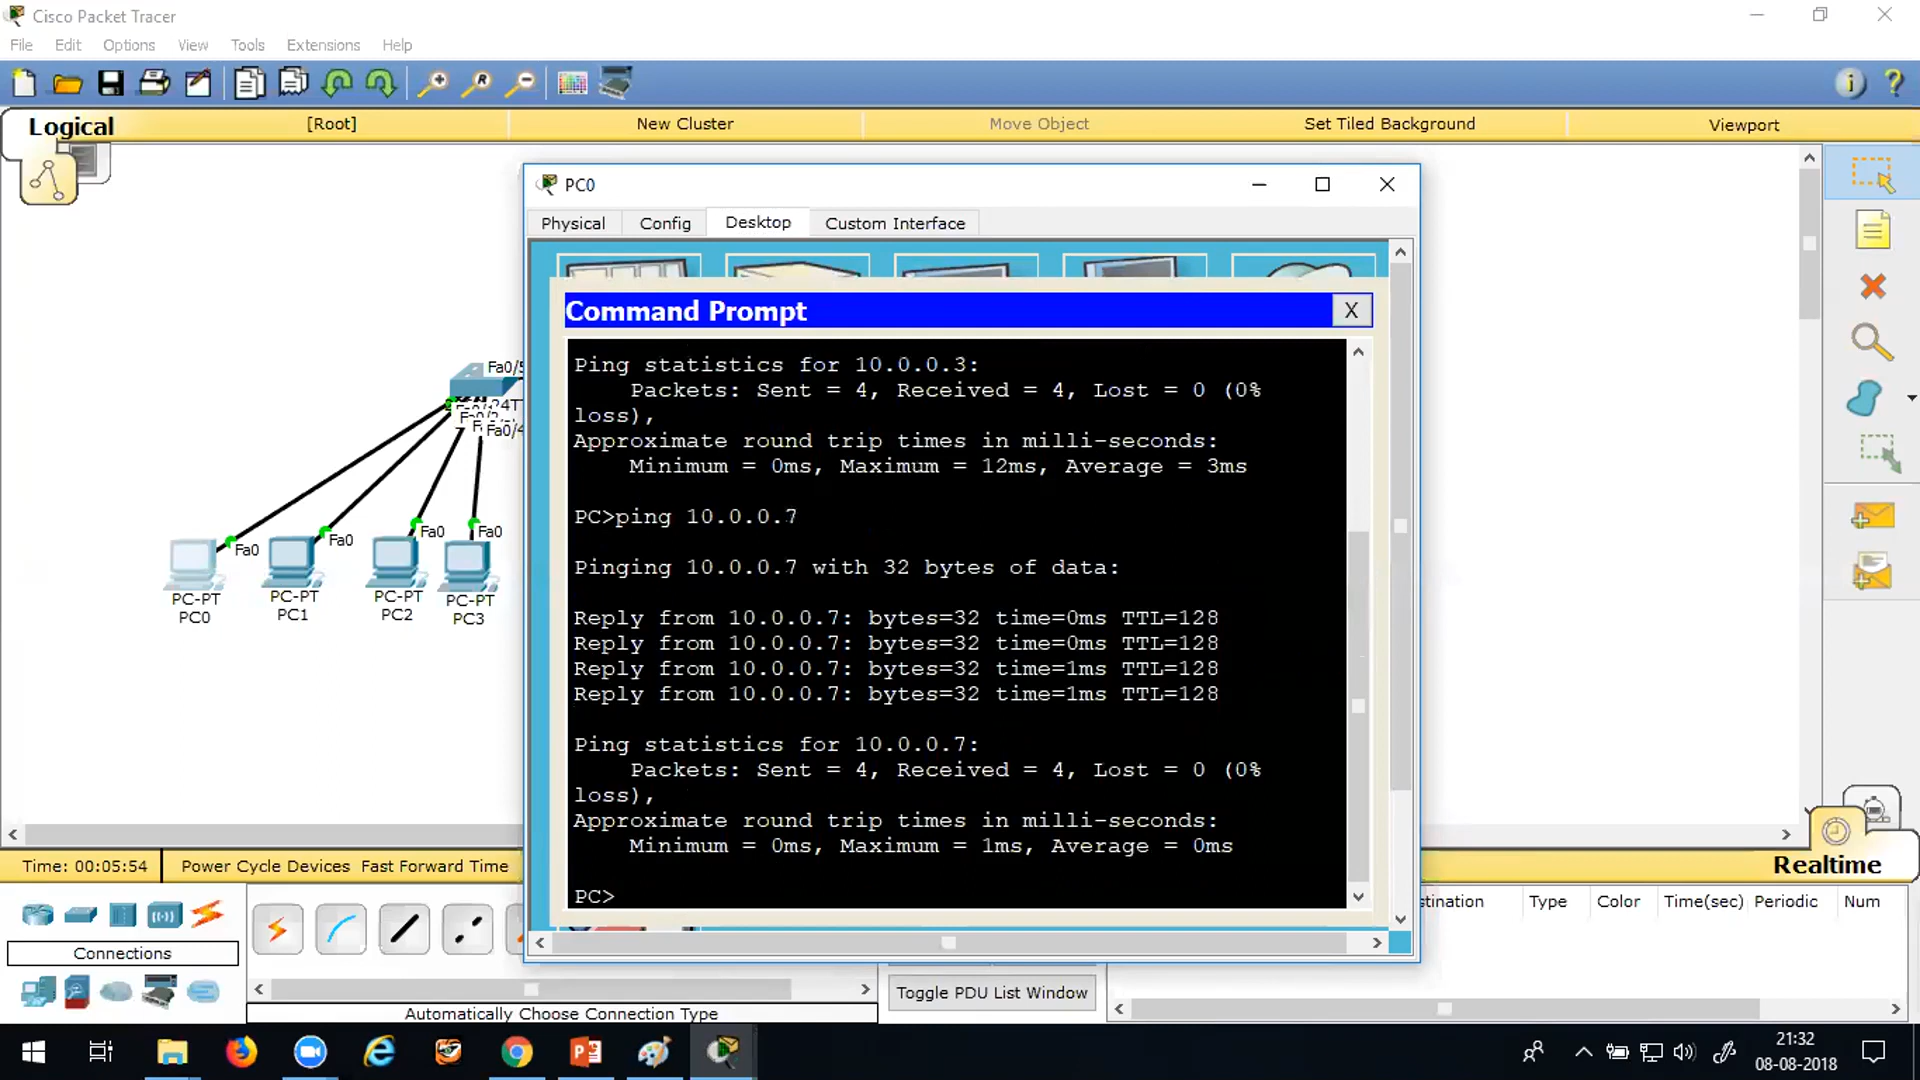 Cisco Packet Tracer
File Edit Options View Tools Extensions Help
Logical [Root] New Cluster Move Object Set Tiled Background Viewport
PC0
Physical Config Desktop Custom Interface
Command Prompt X
Ping statistics for 10.0.0.3:
Packets: Sent = 4, Received = 4, Lost = 0 (0%
loss),
Approximate round trip times in milli-seconds:
Minimum = 0ms, Maximum = 12ms, Average = 3ms
PC>ping 10.0.0.7
Pinging 10.0.0.7 with 32 bytes of data:
Reply from 10.0.0.7: bytes=32 time=0ms TTL=128
Reply from 10.0.0.7: bytes=32 time=0ms TTL=128
Reply from 10.0.0.7: bytes=32 time=1ms TTL=128
Reply from 10.0.0.7: bytes=32 time=1ms TTL=128
Ping statistics for 10.0.0.7:
Packets: Sent = 4, Received = 4, Lost = 0 (0%
loss),
Approximate round trip times in milli-seconds:
Minimum = 0ms, Maximum = 1ms, Average = 0ms
PC>
Fa0/5
Fa0/4
Fa0 Fa0 Fa0 Fa0
PC-PT PC-PT PC-PT PC-PT
PC0 PC1 PC2 PC3
Time: 00:05:54 Power Cycle Devices Fast Forward Time
Realtime
stination Type Color Time(sec) Periodic Num
Connections
Toggle PDU List Window
Automatically Choose Connection Type
21:32
08-08-2018